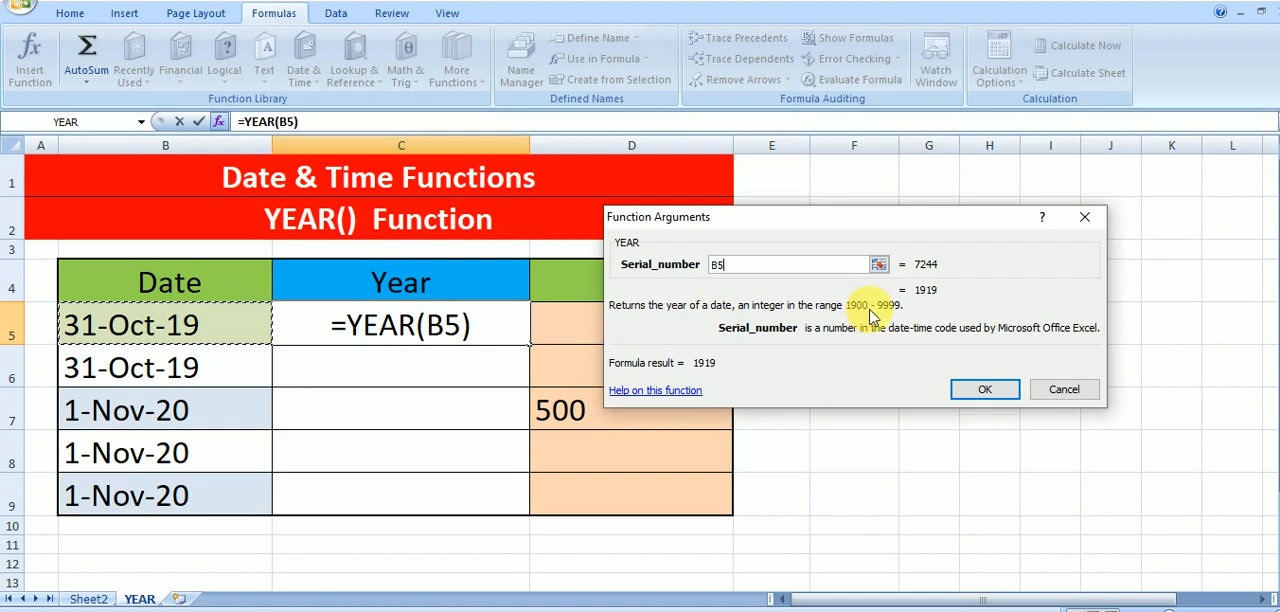 Home Insert Page Layout Formulas Data Review View
fx Σ ? A θ
Insert Function AutoSum Recently Used Financial Logical Text Date & Time Lookup & Reference Math & Trig More Functions
Function Library
Name Manager
Define Name
Use in Formula
Create from Selection
Defined Names
Trace Precedents Show Formulas
Trace Dependents Error Checking
Remove Arrows Evaluate Formula
Watch Window
Formula Auditing
Calculation Options
Calculate Now
Calculate Sheet
Calculation
YEAR fx =YEAR(B5)
A B C D E F G H I J K L
1 Date & Time Functions
2 YEAR() Function
3
4 Date Year
5 31-Oct-19 =YEAR(B5)
6 31-Oct-19
7 1-Nov-20 500
8 1-Nov-20
9 1-Nov-20
10
11
12
13
Function Arguments ?
YEAR
Serial_number B5 = 7244
= 1919
Returns the year of a date, an integer in the range 1900 - 9999.
Serial_number is a number in the date-time code used by Microsoft Office Excel.
Formula result = 1919
Help on this function OK Cancel
Sheet2 YEAR